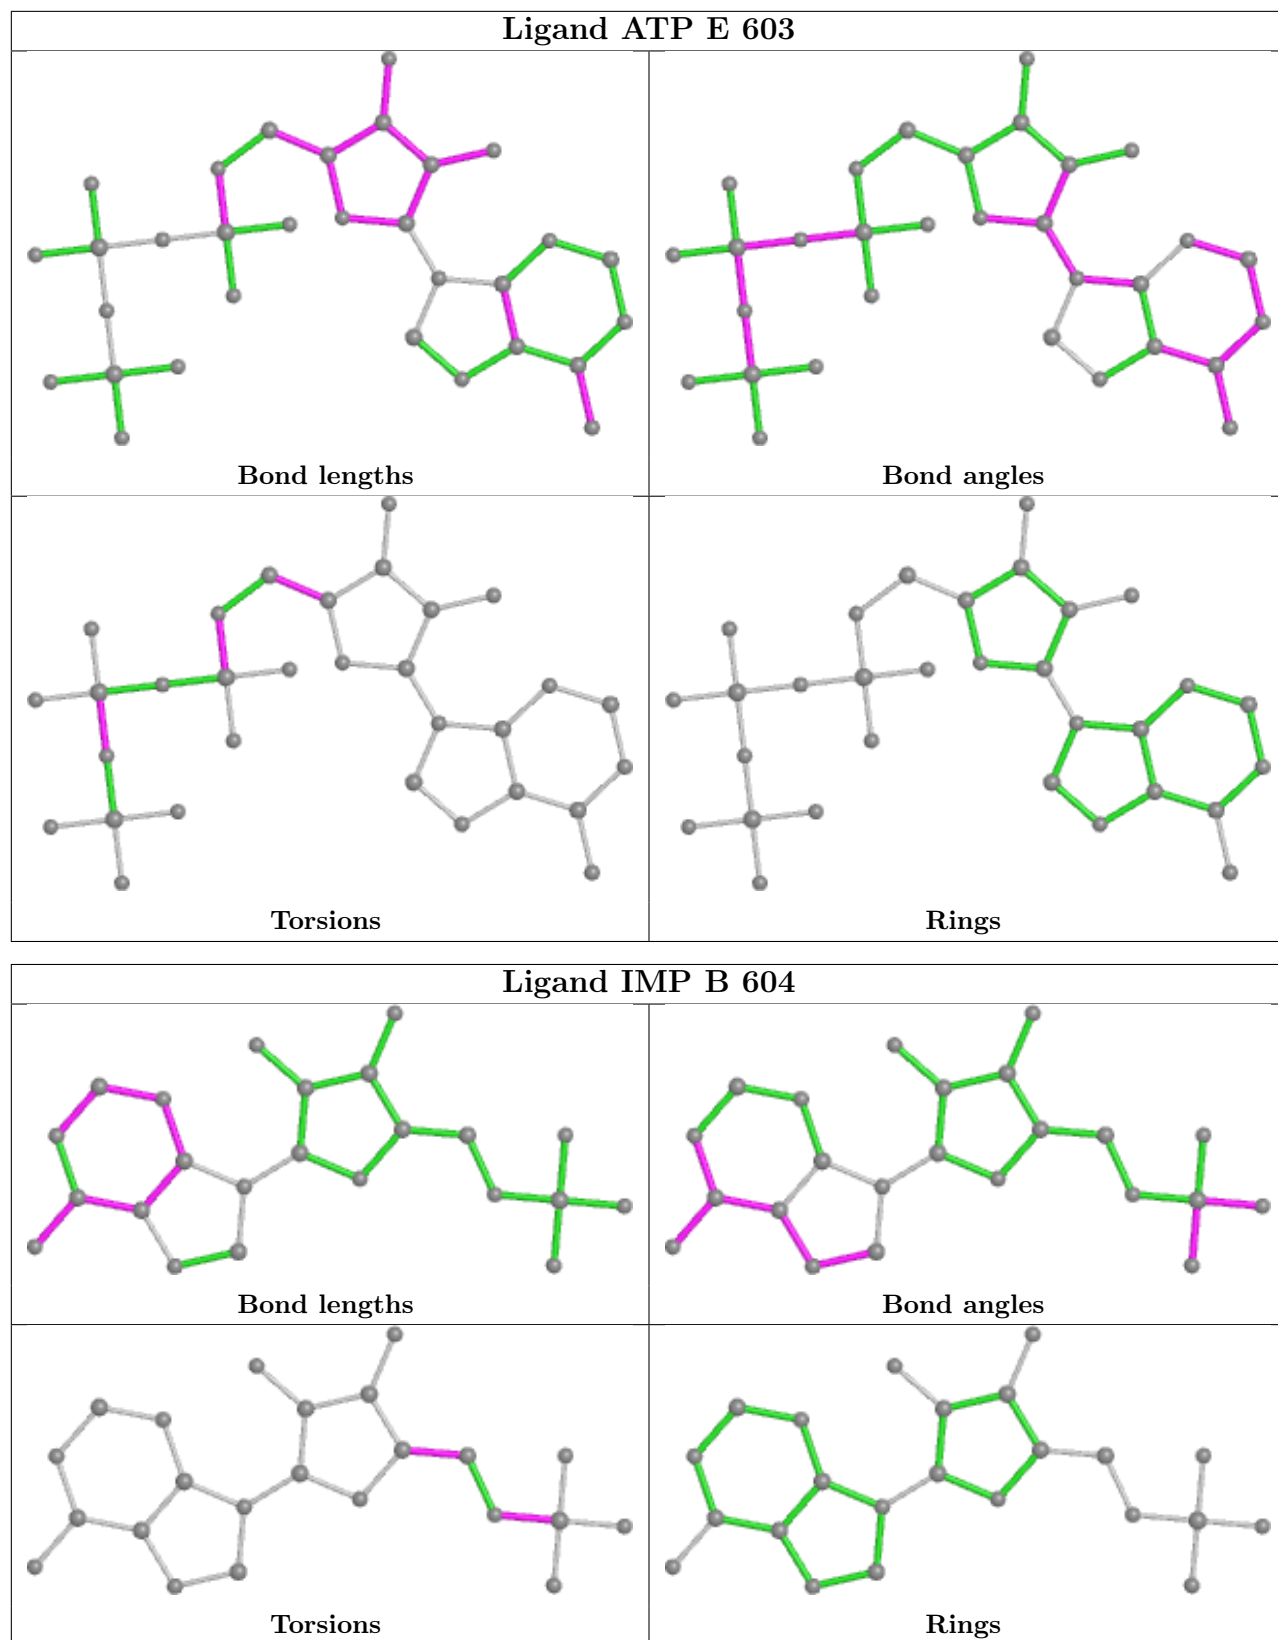 Ligand ATP E 603
Bond lengths
Bond angles
Torsions
Rings
Ligand IMP B 604
Bond lengths
Bond angles
Torsions
Rings